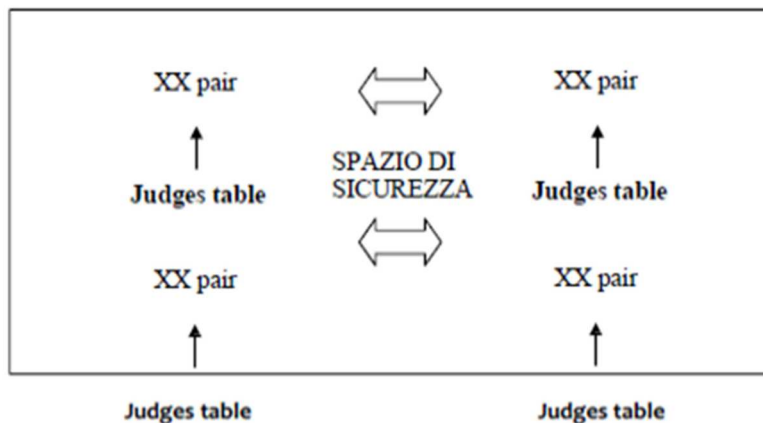 XX pair
XX pair
SPAZIO DI
SICUREZZA
Judges table
Judges table
XX pair
XX pair
Judges table
Judges table